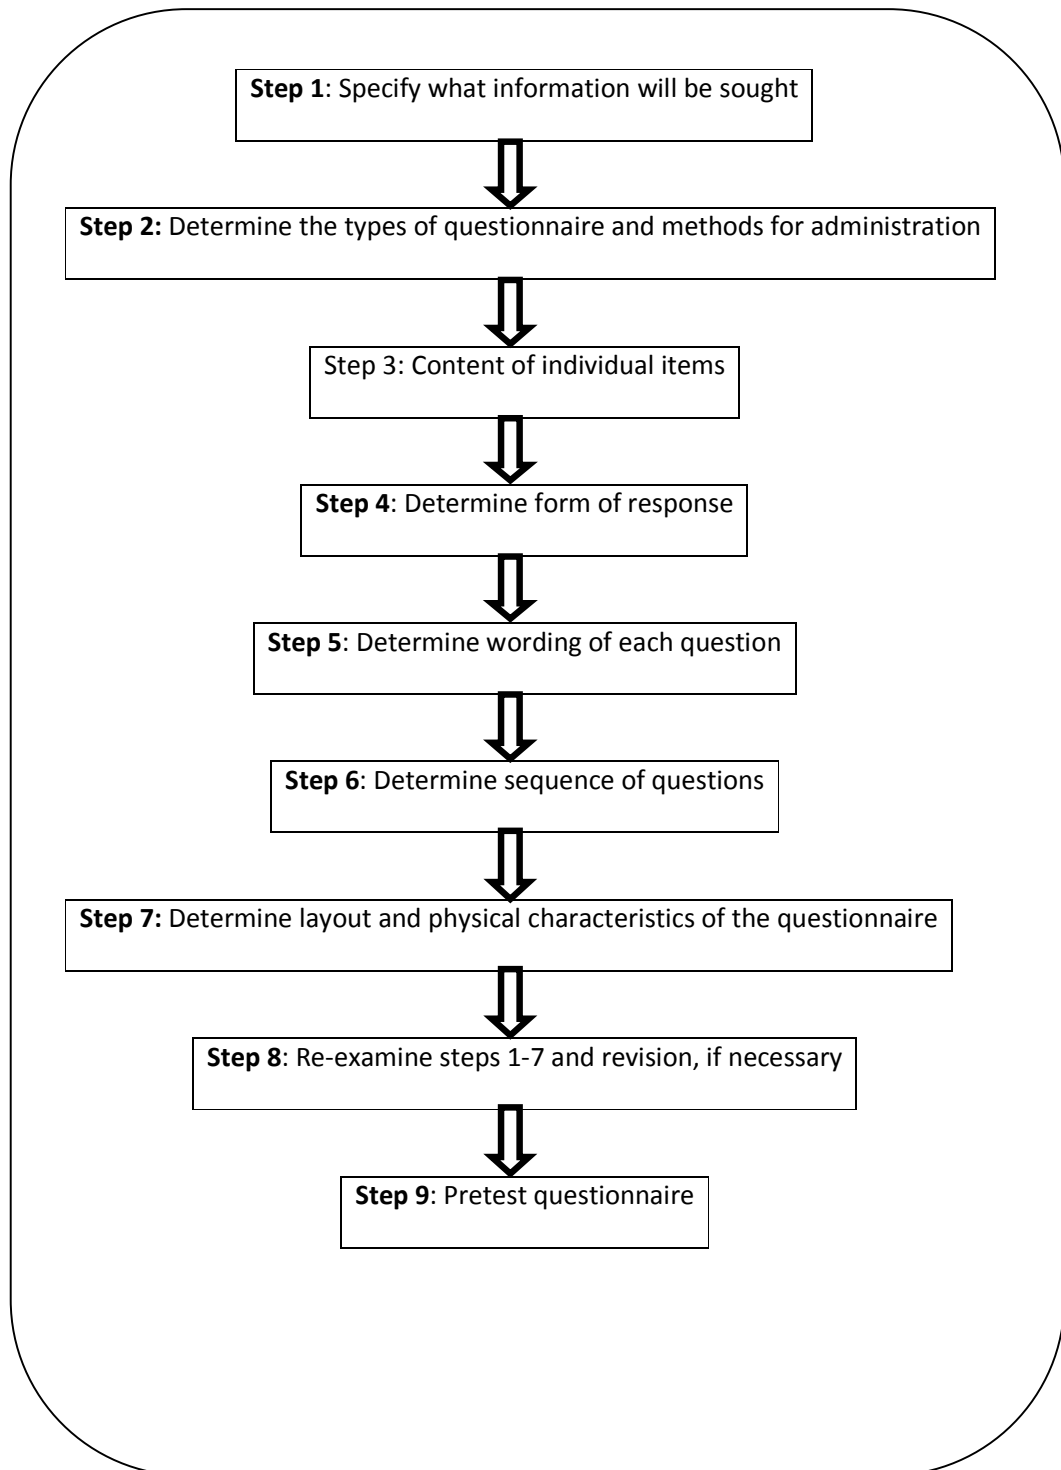 Step 1: Specify what information will be sought
Step 2: Determine the types of questionnaire and methods for administration
Step 3: Content of individual items
Step 4: Determine form of response
Step 5: Determine wording of each question
Step 6: Determine sequence of questions
Step 7: Determine layout and physical characteristics of the questionnaire
Step 8: Re-examine steps 1-7 and revision, if necessary
Step 9: Pretest questionnaire